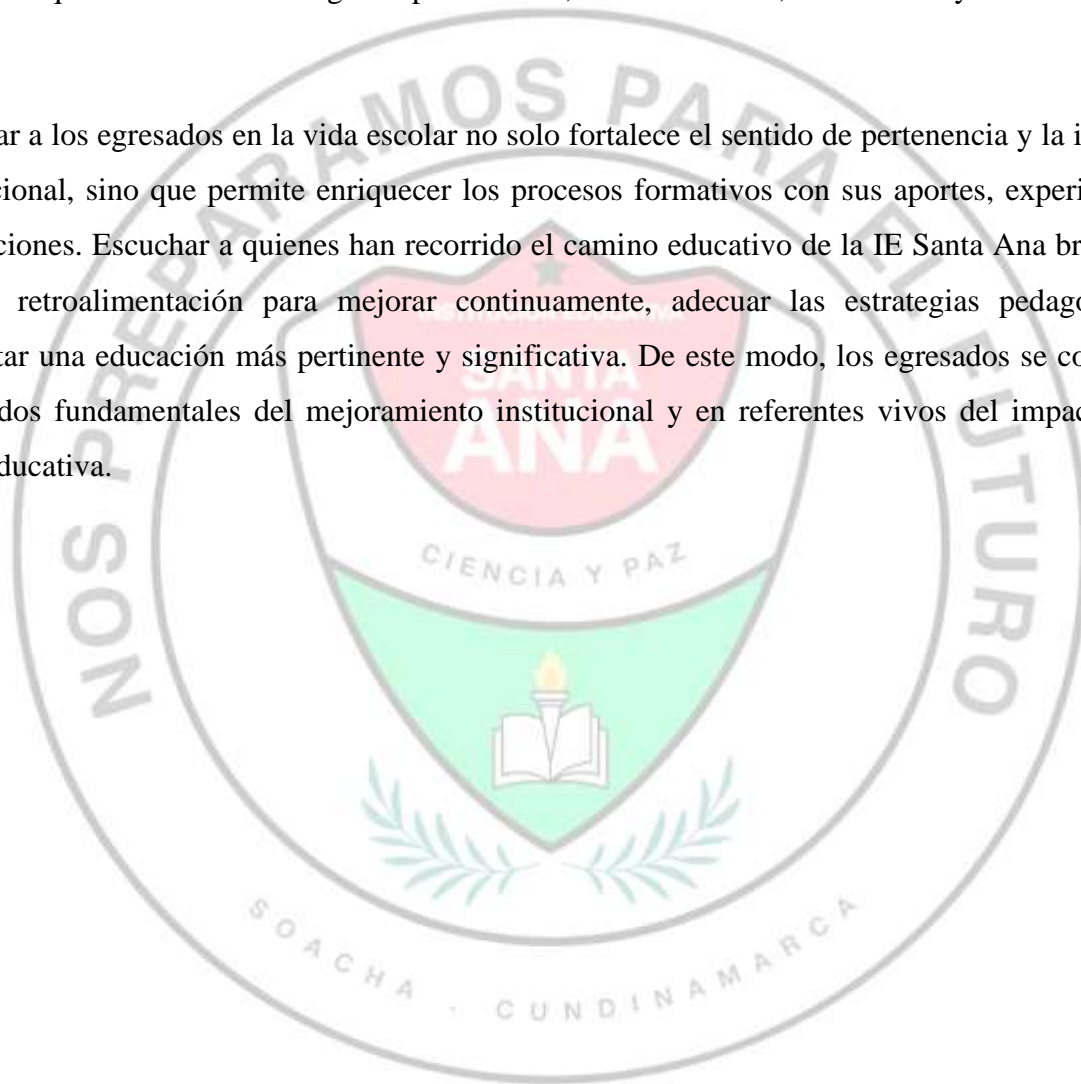 NOS PREPARAMOS PARA EL FUTURO
ar a los egresados en la vida escolar no solo fortalece el sentido de pertenencia y la i
cional, sino que permite enriquecer los procesos formativos con sus aportes, experi
ciones. Escuchar a quienes han recorrido el camino educativo de la IE Santa Ana br
retroalimentación para mejorar continuamente, adecuar las estrategias pedago
tar una educación más pertinente y significativa. De este modo, los egresados se co
dos fundamentales del mejoramiento institucional y en referentes vivos del impac
ducativa.
INSTITUCIÓN EDUCATIVA
SANTA
ANA
CIENCIA Y PAZ
SOACHA - CUNDINAMARCA